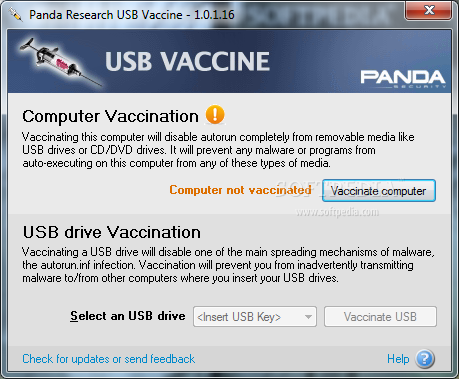 Panda Research USB Vaccine - 1.0.1.16
USB VACCINE
PANDA
SECURITY
Computer Vaccination
Vaccinating this computer will disable autorun completely from removable media like
USB drives or CD/DVD drives. It will prevent any malware or programs from
auto-executing on this computer from any of these types of media.
Computer not vaccinated
Vaccinate computer
SOFTPEDIA
www.softpedia.com
USB drive Vaccination
Vaccinating a USB drive will disable one of the main spreading mechanisms of malware,
the autorun.inf infection. Vaccination will prevent you from inadvertently transmitting
malware to/from other computers where you insert your USB drives.
Select an USB drive
<Insert USB Key>
Vaccinate USB
Check for updates or send feedback
Help
?